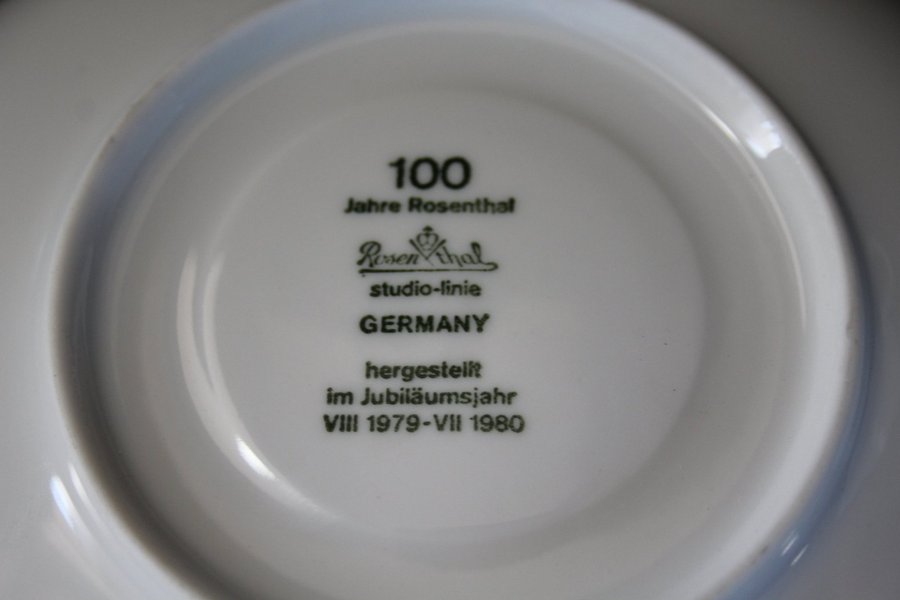 100
Jahre Rosenthal
Rosenthal
studio-linie
GERMANY
hergestellt
im Jubiläumsjahr
VIII 1979-VII 1980